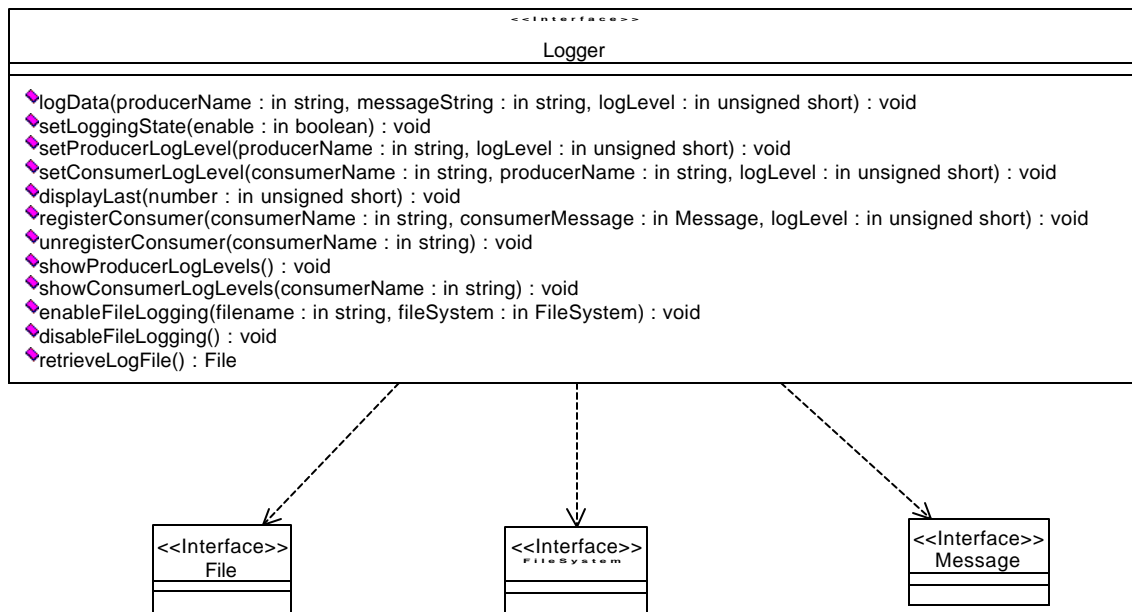 <<Interface>>
Logger
logData(producerName : in string, messageString : in string, logLevel : in unsigned short) : void
setLoggingState(enable : in boolean) : void
setProducerLogLevel(producerName : in string, logLevel : in unsigned short) : void
setConsumerLogLevel(consumerName : in string, producerName : in string, logLevel : in unsigned short) : void
displayLast(number : in unsigned short) : void
registerConsumer(consumerName : in string, consumerMessage : in Message, logLevel : in unsigned short) : void
unregisterConsumer(consumerName : in string) : void
showProducerLogLevels() : void
showConsumerLogLevels(consumerName : in string) : void
enableFileLogging(filename : in string, fileSystem : in FileSystem) : void
disableFileLogging() : void
retrieveLogFile() : File
<<Interface>>
File
<<Interface>>
FileSystem
<<Interface>>
Message